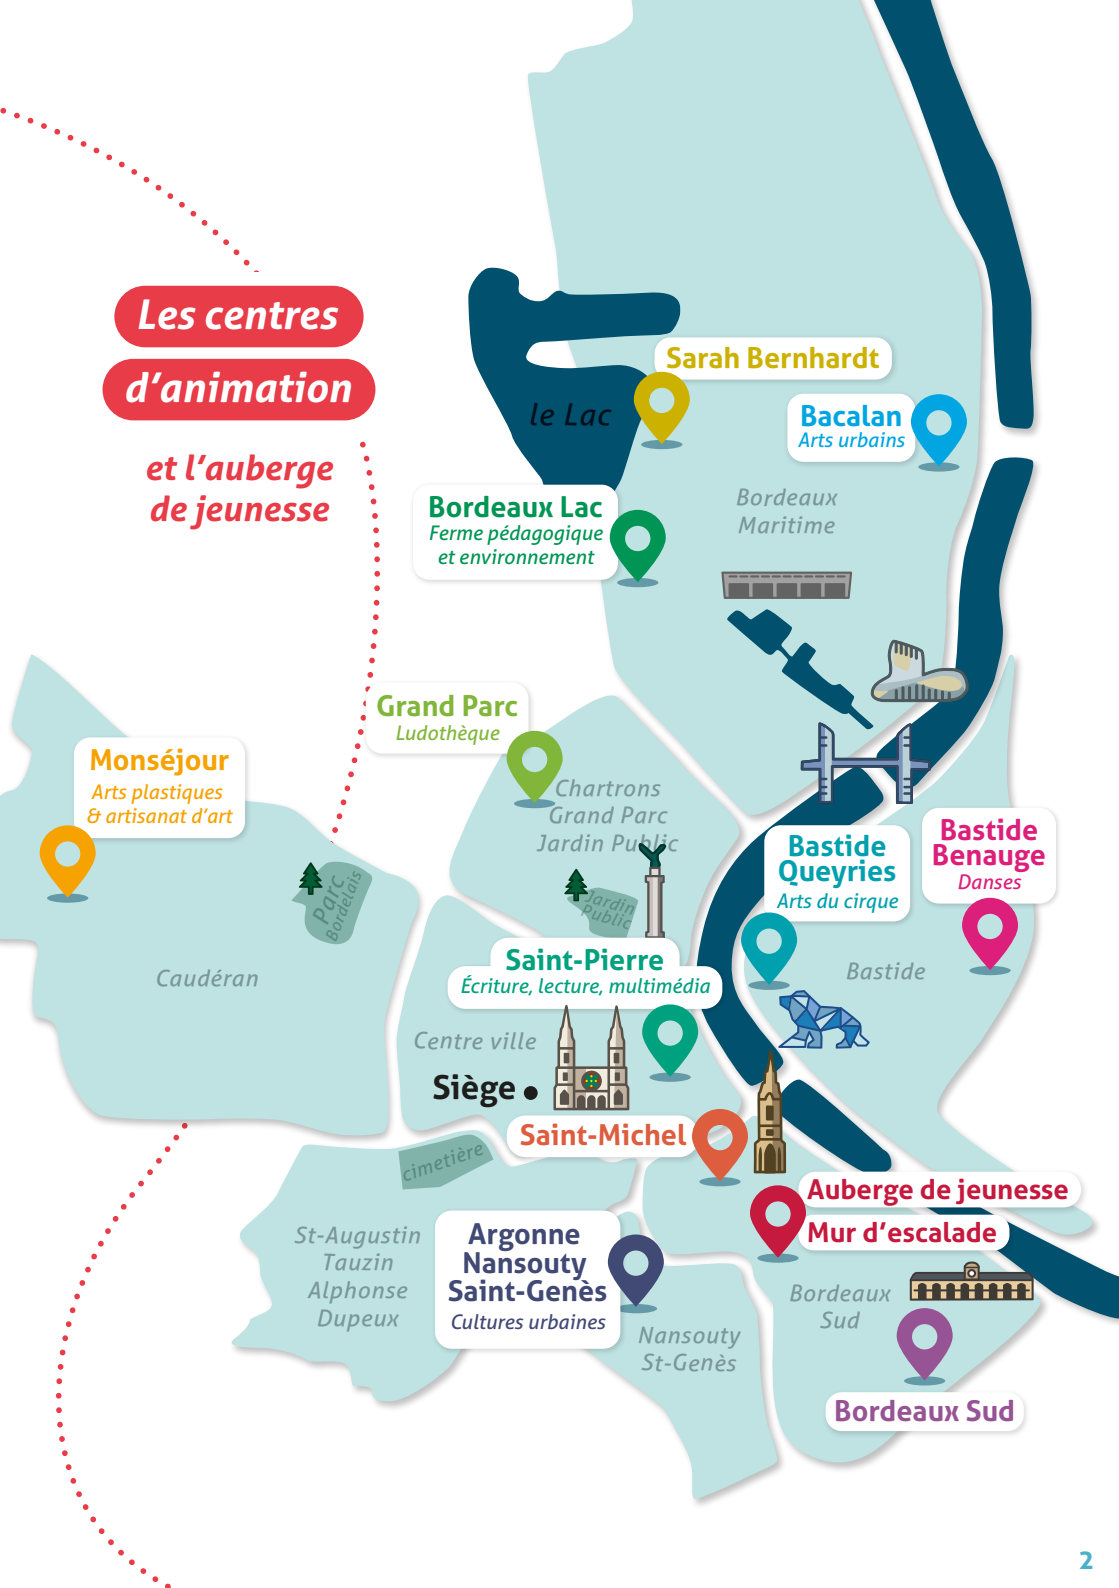 Les centres
d'animation
et l'auberge
de jeunesse
Sarah Bernhardt
le Lac
Bacalan
Arts urbains
Bordeaux Lac
Ferme pédagogique
et environnement
Bordeaux
Maritime
Grand Parc
Ludothèque
Monséjour
Arts plastiques
& artisanat d'art
Chartrons
Grand Parc
Jardin Public
Bastide
Queyries
Arts du cirque
Bastide
Benauge
Danses
Parc
Bordelais
Jardin
Public
Caudéran
Saint-Pierre
Écriture, lecture, multimédia
Bastide
Centre ville
Siège
Saint-Michel
cimetière
Auberge de jeunesse
Mur d'escalade
St-Augustin
Tauzin
Alphonse
Dupeux
Argonne
Nansouty
Saint-Genès
Cultures urbaines
Bordeaux
Sud
Nansouty
St-Genès
Bordeaux Sud
2